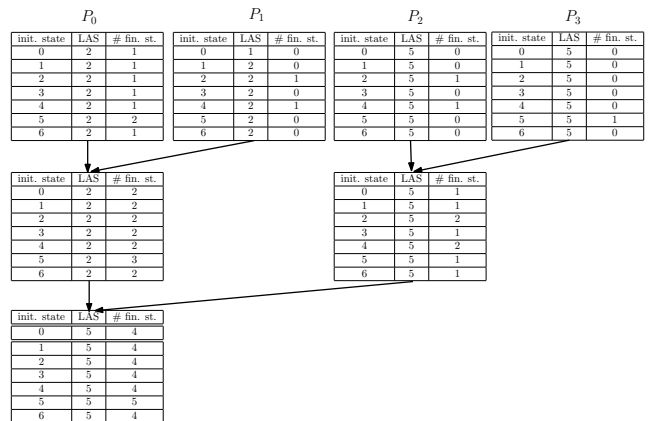 P0 P1 P2 P3
init. state LAS # fin. st. init. state LAS # fin. st. init. state LAS # fin. st. init. state LAS # fin. st.
0 2 1 0 1 0 0 5 0 0 5 0
1 2 1 1 2 0 1 5 0 1 5 0
2 2 1 2 2 1 2 5 1 2 5 0
3 2 1 3 2 0 3 5 0 3 5 0
4 2 1 4 2 1 4 5 1 4 5 0
5 2 2 5 2 0 5 5 0 5 5 1
6 2 1 6 2 0 6 5 0 6 5 0
init. state LAS # fin. st. init. state LAS # fin. st.
0 2 2 0 5 1
1 2 2 1 5 1
2 2 2 2 5 2
3 2 2 3 5 1
4 2 2 4 5 2
5 2 3 5 5 1
6 2 2 6 5 1
init. state LAS # fin. st.
0 5 4
1 5 4
2 5 4
3 5 4
4 5 4
5 5 5
6 5 4